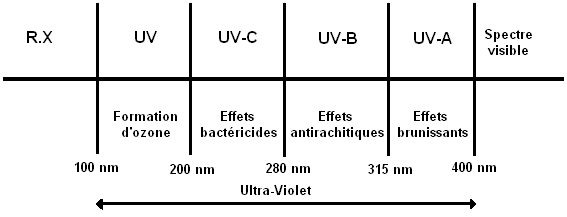 R.X UV UV-C UV-B UV-A Spectre
visible
Formation Effets Effets Effets
d'ozone bactéricides antirachitiques brunissants
100 nm 200 nm 280 nm 315 nm 400 nm
Ultra-Violet